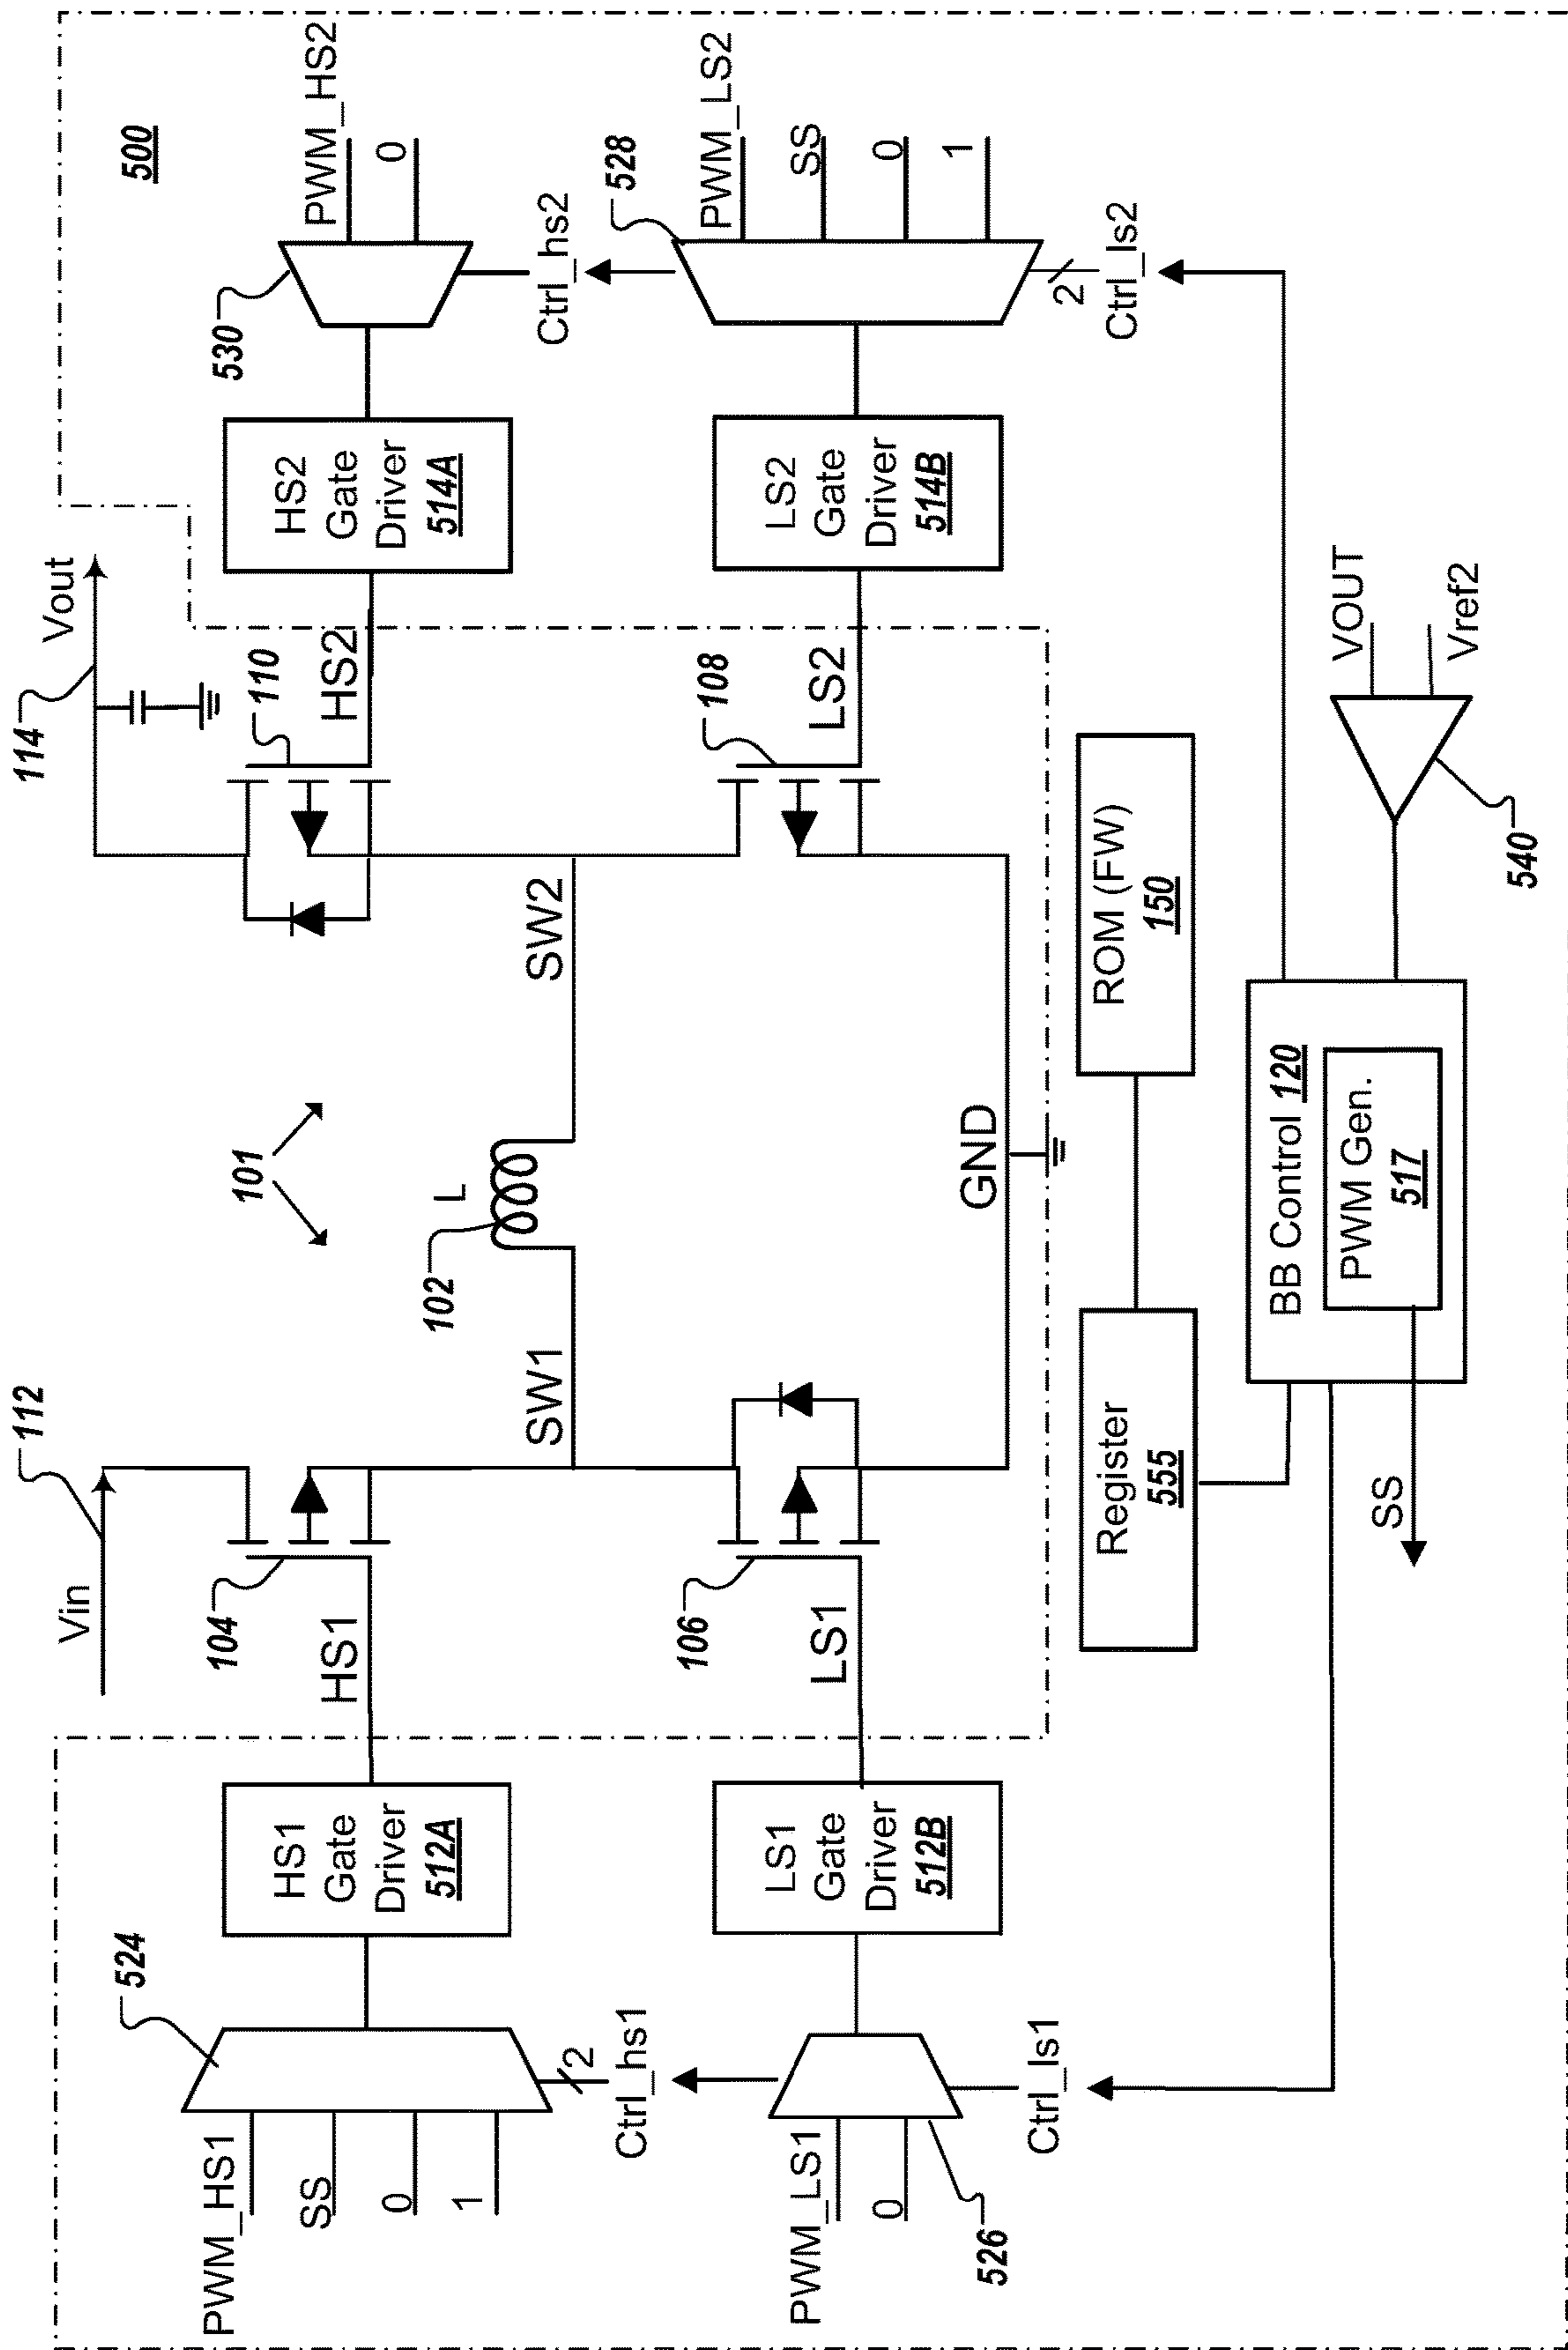 500
Vin
112
114
Vout
PWM_HS1
SS
0
1
524
2
Ctrl_hs1
HS1
Gate
Driver
512A
HS1
104
101
L
102
SW1
SW2
110
HS2
HS2
Gate
Driver
514A
530
PWM_HS2
0
Ctrl_hs2
PWM_LS1
0
526
Ctrl_ls1
LS1
Gate
Driver
512B
LS1
106
GND
108
LS2
LS2
Gate
Driver
514B
528
PWM_LS2
SS
0
1
2
Ctrl_ls2
Register
555
ROM (FW)
150
BB Control 120
PWM Gen.
517
SS
VOUT
Vref2
540